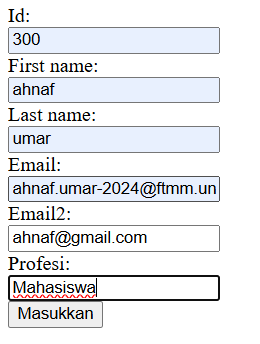 Id:
300
First name:
ahnaf
Last name:
umar
Email:
ahnaf.umar-2024@ftmm.un
Email2:
ahnaf@gmail.com
Profesi:
Mahasiswa
Masukkan